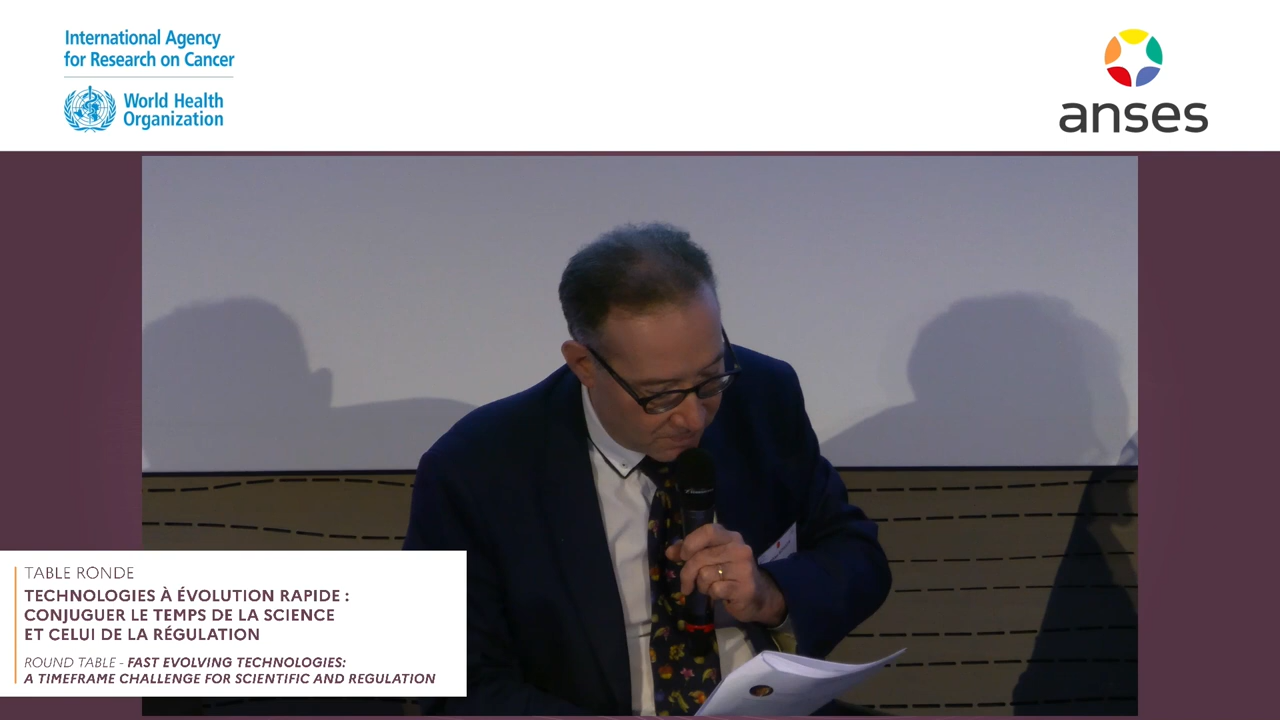 International Agency
for Research on Cancer
World Health
Organization
anses
TABLE RONDE
TECHNOLOGIES À ÉVOLUTION RAPIDE :
CONJUGUER LE TEMPS DE LA SCIENCE
ET CELUI DE LA RÉGULATION
ROUND TABLE - FAST EVOLVING TECHNOLOGIES:
A TIMEFRAME CHALLENGE FOR SCIENTIFIC AND REGULATION